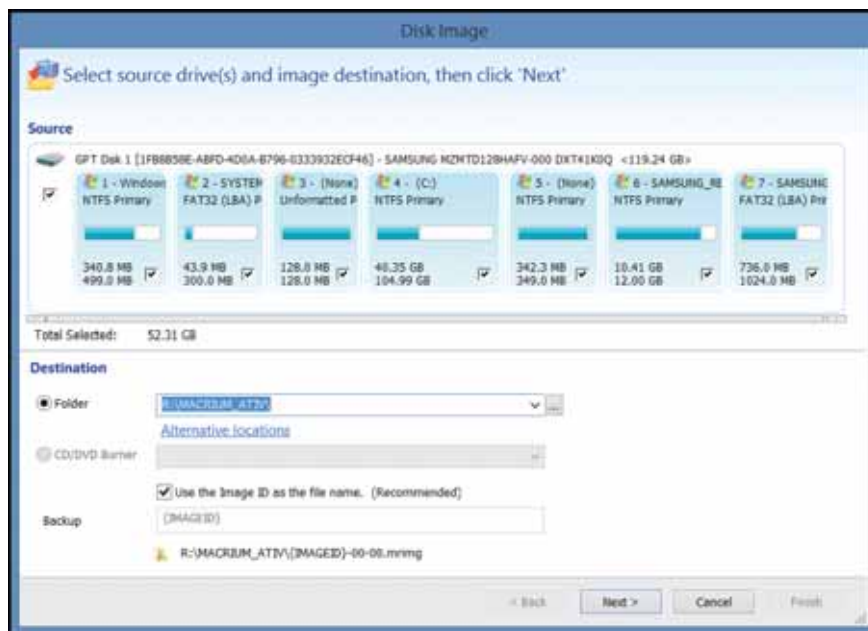 Disk Image
Select source drive(s) and image destination, then click 'Next'
Source
GPT Disk 1 - SAMSUNG MZMTD128HAFV-000 DXT41K0Q <119.24 GB>
1 - Window 2 - SYSTEM 3 - (None) 4 - (C:) 5 - (None) 6 - SAMSUNG_RE 7 - SAMSUNG
NTFS Primary FAT32 (LBA) P Unformatted P NTFS Primary NTFS Primary NTFS Primary FAT32 (LBA) Pri
340.8 MB 43.9 MB 128.0 MB 40.35 GB 342.3 MB 10.41 GB 736.0 MB
499.0 MB 300.0 MB 128.0 MB 104.99 GB 349.0 MB 12.00 GB 1024.0 MB
Total Selected: 52.31 GB
Destination
Folder R:\MACRIUM_ATIV\
Alternative locations
CD/DVD Burner
Use the Image ID as the file name. (Recommended)
Backup {IMAGEID}
R:\MACRIUM_ATIV\{IMAGEID}-00-00.mrimg
< Back Next > Cancel Finish